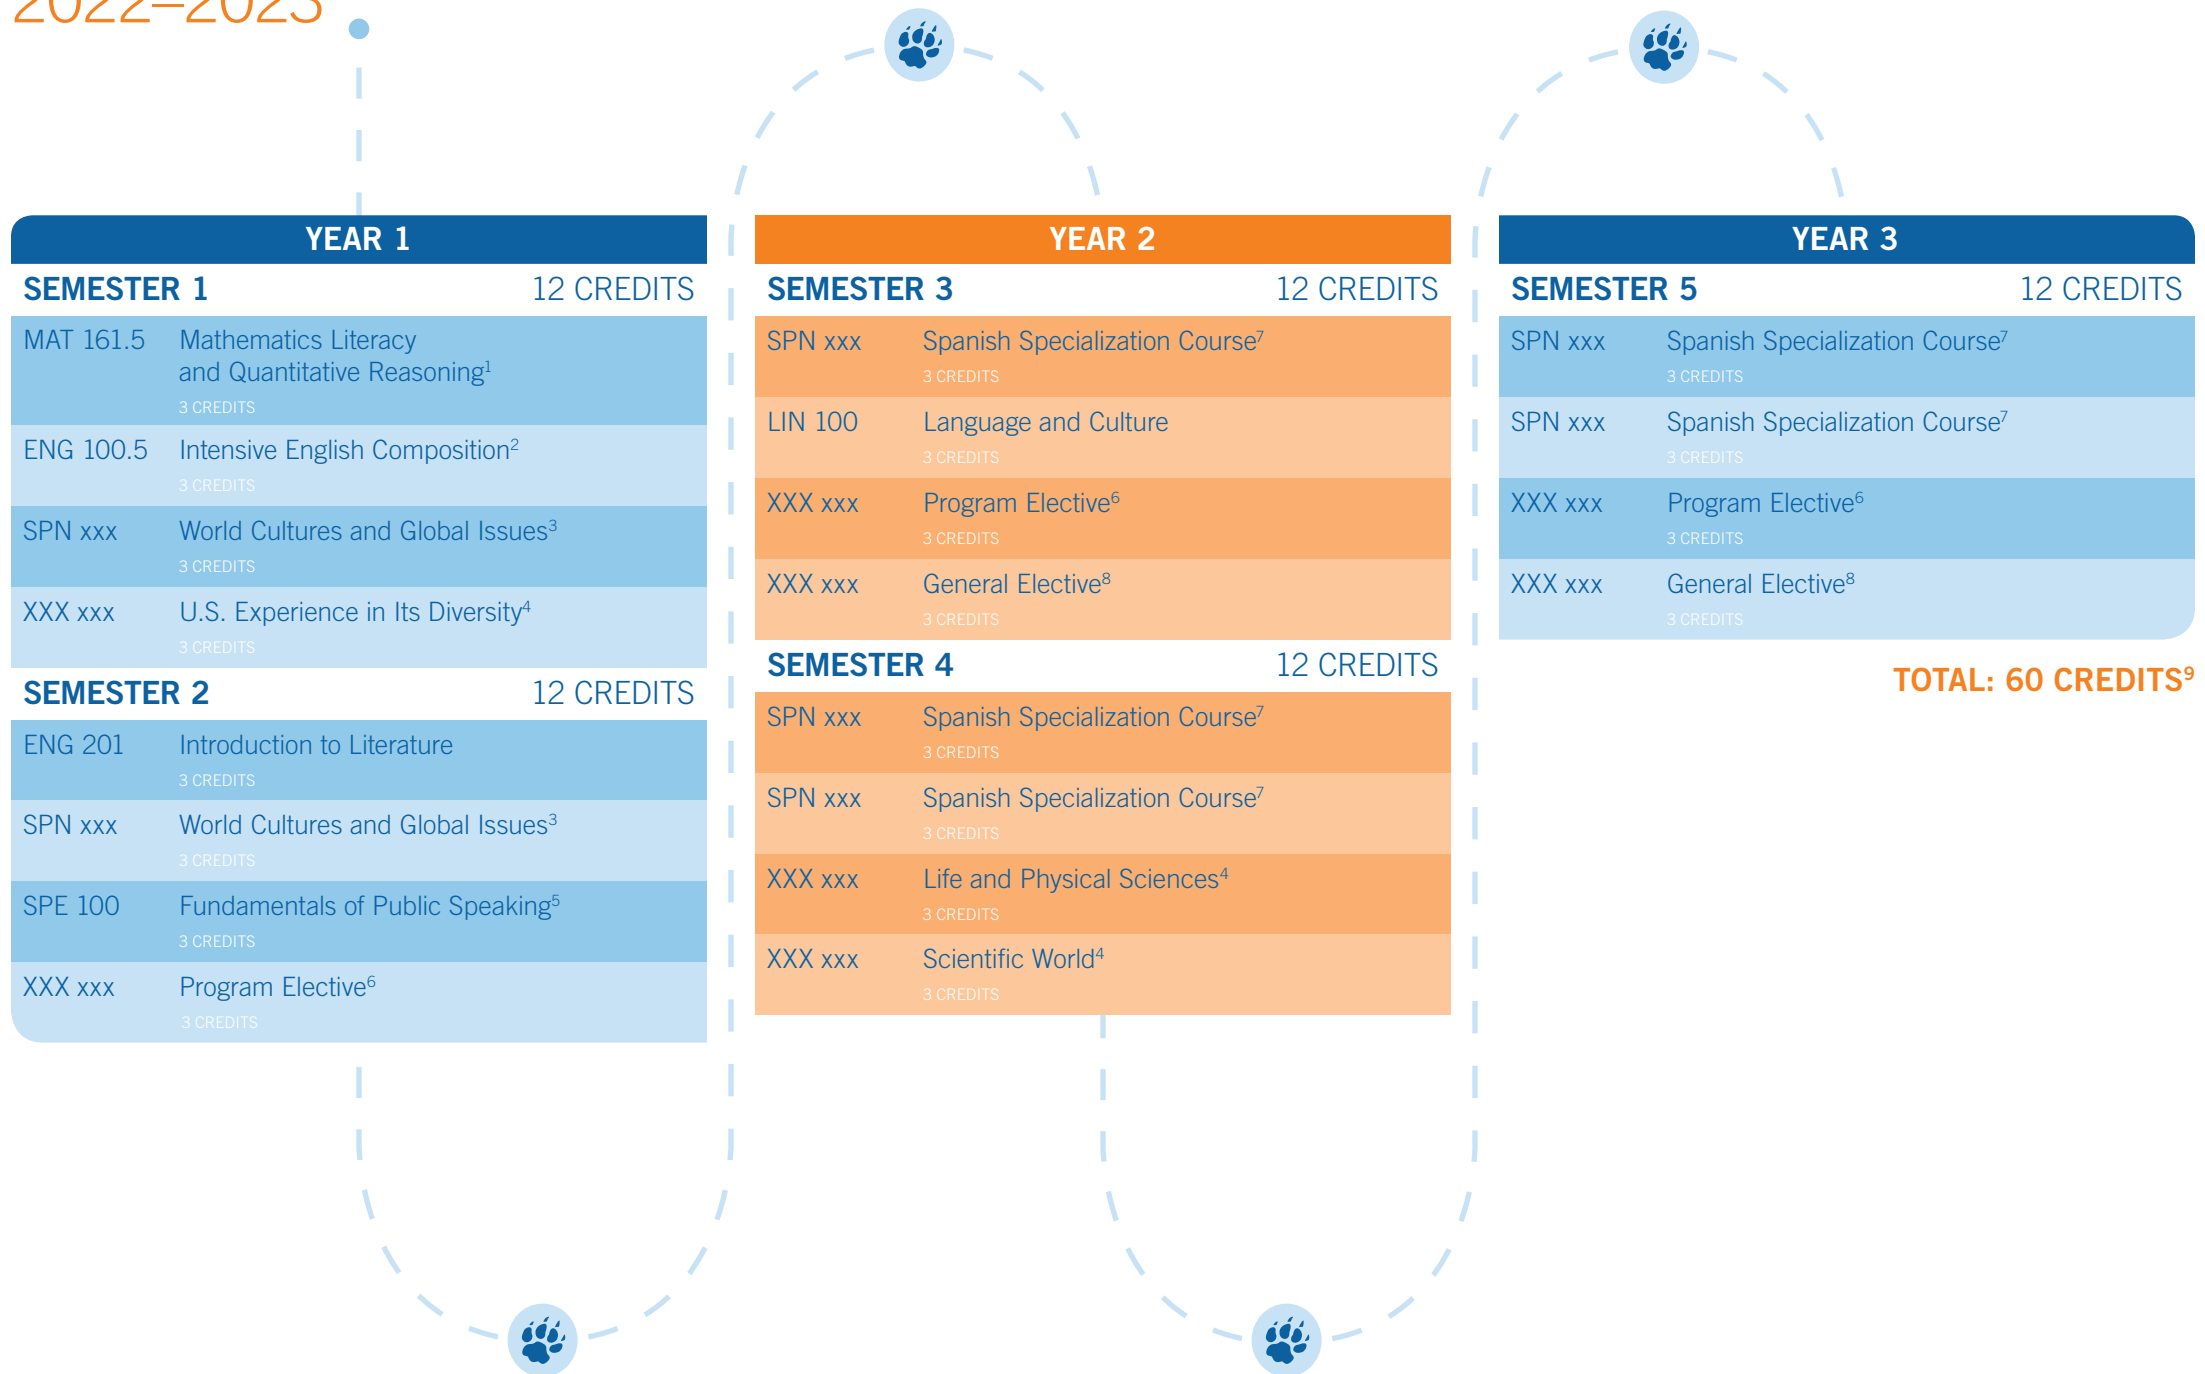 2022–2023
YEAR 1
SEMESTER 1 12 CREDITS
MAT 161.5 Mathematics Literacy
and Quantitative Reasoning¹
3 CREDITS
ENG 100.5 Intensive English Composition²
3 CREDITS
SPN xxx World Cultures and Global Issues³
3 CREDITS
XXX xxx U.S. Experience in Its Diversity⁴
3 CREDITS
SEMESTER 2 12 CREDITS
ENG 201 Introduction to Literature
3 CREDITS
SPN xxx World Cultures and Global Issues³
3 CREDITS
SPE 100 Fundamentals of Public Speaking⁵
3 CREDITS
XXX xxx Program Elective⁶
3 CREDITS
YEAR 2
SEMESTER 3 12 CREDITS
SPN xxx Spanish Specialization Course⁷
3 CREDITS
LIN 100 Language and Culture
3 CREDITS
XXX xxx Program Elective⁶
3 CREDITS
XXX xxx General Elective⁸
3 CREDITS
SEMESTER 4 12 CREDITS
SPN xxx Spanish Specialization Course⁷
3 CREDITS
SPN xxx Spanish Specialization Course⁷
3 CREDITS
XXX xxx Life and Physical Sciences⁴
3 CREDITS
XXX xxx Scientific World⁴
3 CREDITS
YEAR 3
SEMESTER 5 12 CREDITS
SPN xxx Spanish Specialization Course⁷
3 CREDITS
SPN xxx Spanish Specialization Course⁷
3 CREDITS
XXX xxx Program Elective⁶
3 CREDITS
XXX xxx General Elective⁸
3 CREDITS
TOTAL: 60 CREDITS⁹